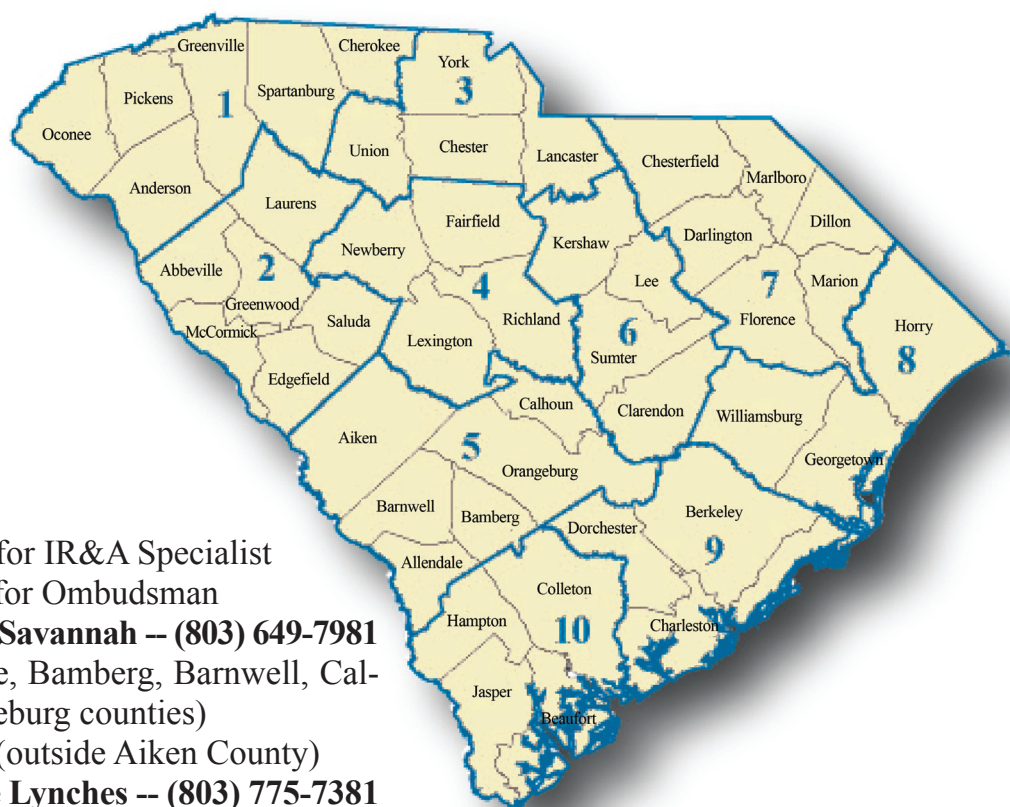 Greenville
Cherokee
York
Pickens
Spartanburg
3
1
Oconee
Union
Chester
Lancaster
Chesterfield
Marlboro
Anderson
Laurens
Fairfield
Dillon
Newberry
Kershaw
Darlington
Abbeville
2
Lee
Marion
4
7
Greenwood
McCormick
Saluda
Richland
Florence
Horry
Lexington
6
Sumter
8
Edgefield
Calhoun
Clarendon
Williamsburg
Aiken
5
Orangeburg
Georgetown
Barnwell
Bamberg
Dorchester
Berkeley
9
Allendale
Colleton
Hampton
10
Charleston
Jasper
Beaufort
for IR&A Specialist
for Ombudsman
Savannah -- (803) 649-7981
e, Bamberg, Barnwell, Cal-
eburg counties)
(outside Aiken County)
e Lynches -- (803) 775-7381